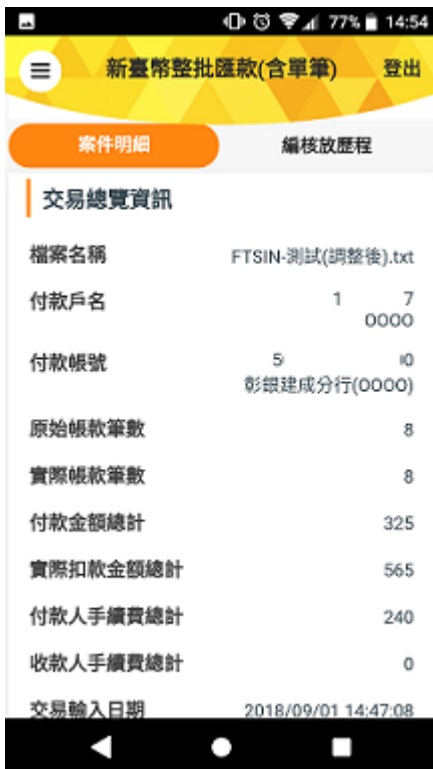 77% 14:54
新臺幣整批匯款(含單筆) 登出
案件明細 編核放歷程
交易總覽資訊
檔案名稱 FTSIN-測試(調整後).txt
付款戶名 1 7
OOOO
付款帳號 5 0
彰銀建成分行(OOOO)
原始帳款筆數 8
實際帳款筆數 8
付款金額總計 325
實際扣款金額總計 565
付款人手續費總計 240
收款人手續費總計 0
交易輸入日期 2018/09/01 14:47:08